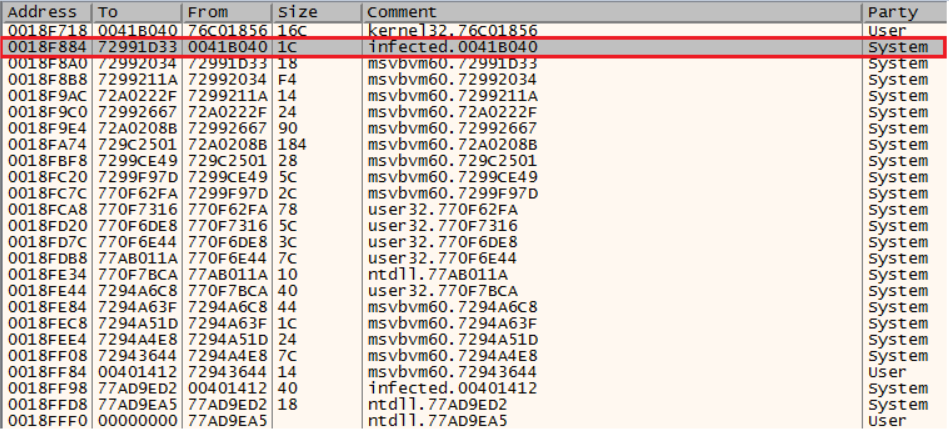 Address To From Size Comment Party
0018F718 0041B040 76C01856 16C kernel32.76C01856 User
0018F884 72991D33 0041B040 1C infected.0041B040 System
0018F8A0 72992034 72991D33 18 msvbvm60.72991D33 System
0018F8B8 7299211A 72992034 F4 msvbvm60.72992034 System
0018F9AC 72A0222F 7299211A 14 msvbvm60.7299211A System
0018F9C0 72992667 72A0222F 24 msvbvm60.72A0222F System
0018F9E4 72A0208B 72992667 90 msvbvm60.72992667 System
0018FA74 729C2501 72A0208B 184 msvbvm60.72A0208B System
0018FBF8 7299CE49 729C2501 28 msvbvm60.729C2501 System
0018FC20 7299F97D 7299CE49 5C msvbvm60.7299CE49 System
0018FC7C 770F62FA 7299F97D 2C msvbvm60.7299F97D System
0018FCA8 770F7316 770F62FA 78 user32.770F62FA System
0018FD20 770F6DE8 770F7316 5C user32.770F7316 System
0018FD7C 770F6E44 770F6DE8 3C user32.770F6DE8 System
0018FDB8 77AB011A 770F6E44 7C user32.770F6E44 System
0018FE34 770F7BCA 77AB011A 10 ntdll.77AB011A System
0018FE44 7294A6C8 770F7BCA 40 user32.770F7BCA System
0018FE84 7294A63F 7294A6C8 44 msvbvm60.7294A6C8 System
0018FEC8 7294A51D 7294A63F 1C msvbvm60.7294A63F System
0018FEE4 7294A4E8 7294A51D 24 msvbvm60.7294A51D System
0018FF08 72943644 7294A4E8 7C msvbvm60.7294A4E8 System
0018FF84 00401412 72943644 14 msvbvm60.72943644 User
0018FF98 77AD9ED2 00401412 40 infected.00401412 System
0018FFD8 77AD9EA5 77AD9ED2 18 ntdll.77AD9ED2 System
0018FFF0 00000000 77AD9EA5 ntdll.77AD9EA5 User